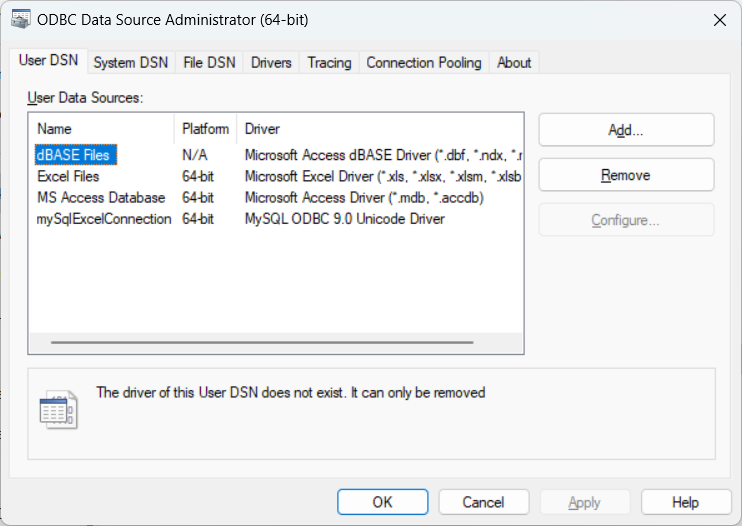 ODBC Data Source Administrator (64-bit)
User DSN System DSN File DSN Drivers Tracing Connection Pooling About
User Data Sources:
Name Platform Driver
dBASE Files N/A Microsoft Access dBASE Driver (*.dbf, *.ndx, *.r
Excel Files 64-bit Microsoft Excel Driver (*.xls, *.xlsx, *.xlsm, *.xlsb
MS Access Database 64-bit Microsoft Access Driver (*.mdb, *.accdb)
mySqlExcelConnection 64-bit MySQL ODBC 9.0 Unicode Driver
Add...
Remove
Configure...
The driver of this User DSN does not exist. It can only be removed
OK Cancel Apply Help